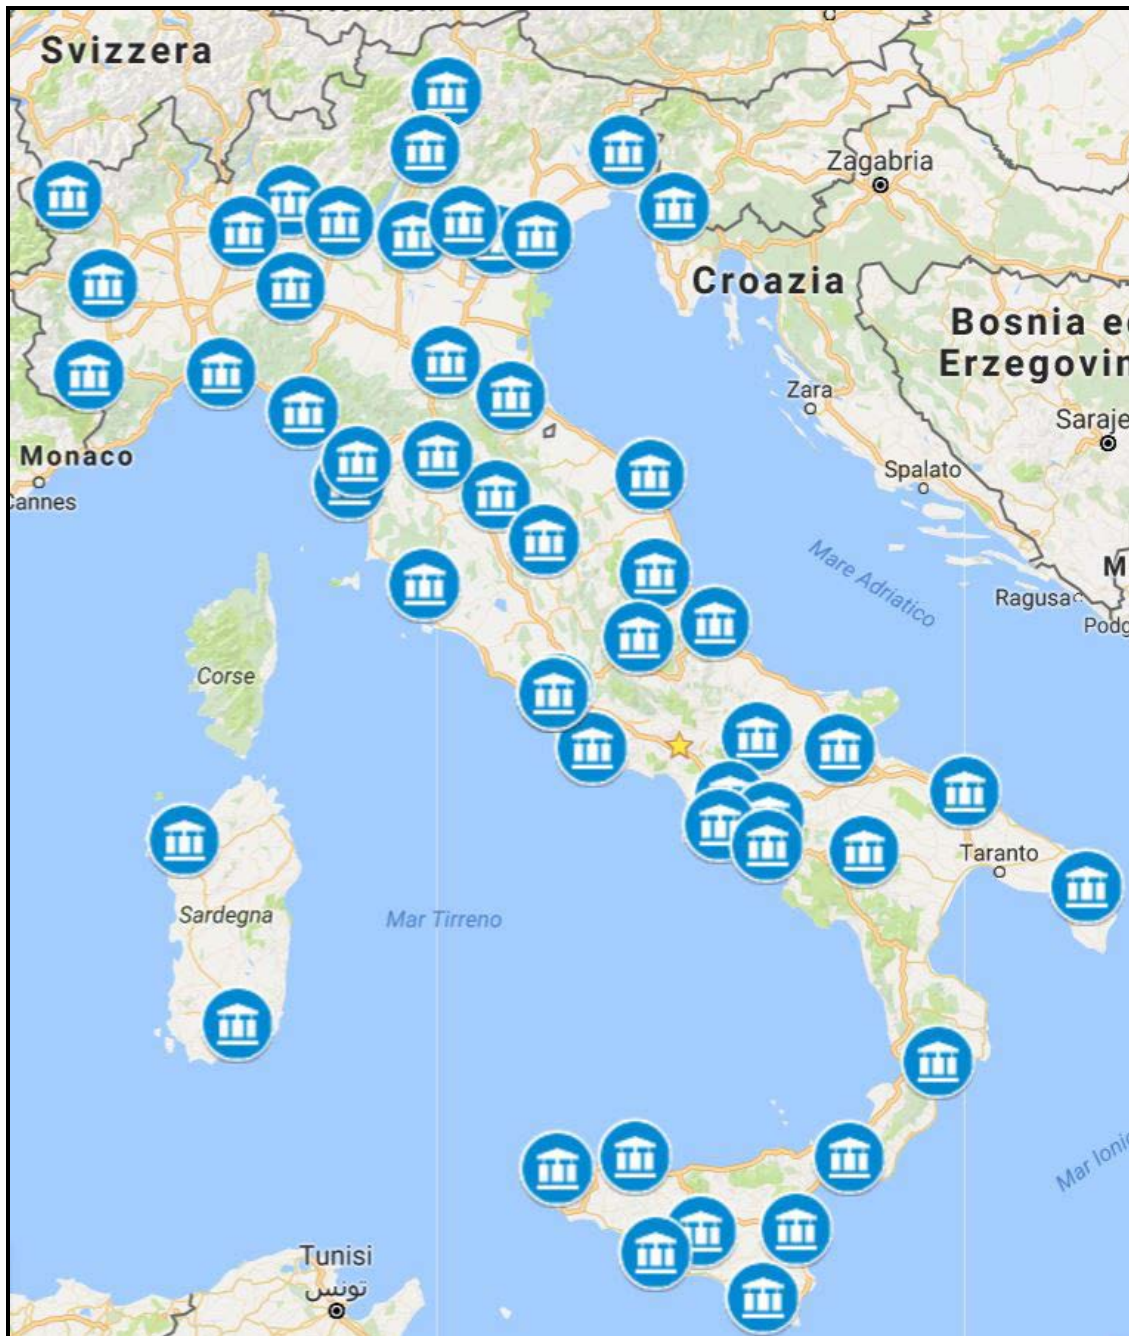 Svizzera
Zagabria
Croazia
Bosnia e
Erzegovin
Zara
Saraje
Monaco
Cannes
Spalato
Mare Adriatico
M
Ragusa
Podg
Corse
Taranto
Sardegna
Mar Tirreno
Mar Ionio
Tunisi
تونس